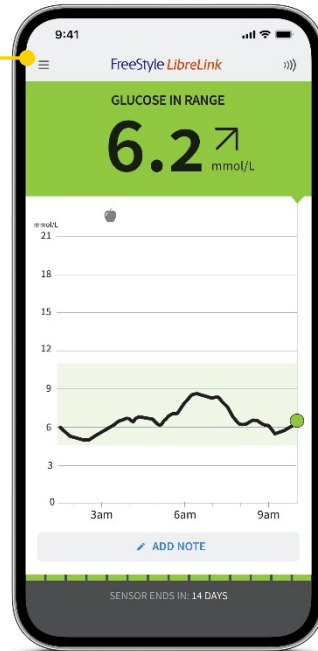 9:41
FreeStyle LibreLink
GLUCOSE IN RANGE
6.2
mmol/L
mmol/L
21
18
15
12
9
6
3
0
3am 6am 9am
ADD NOTE
SENSOR ENDS IN: 14 DAYS